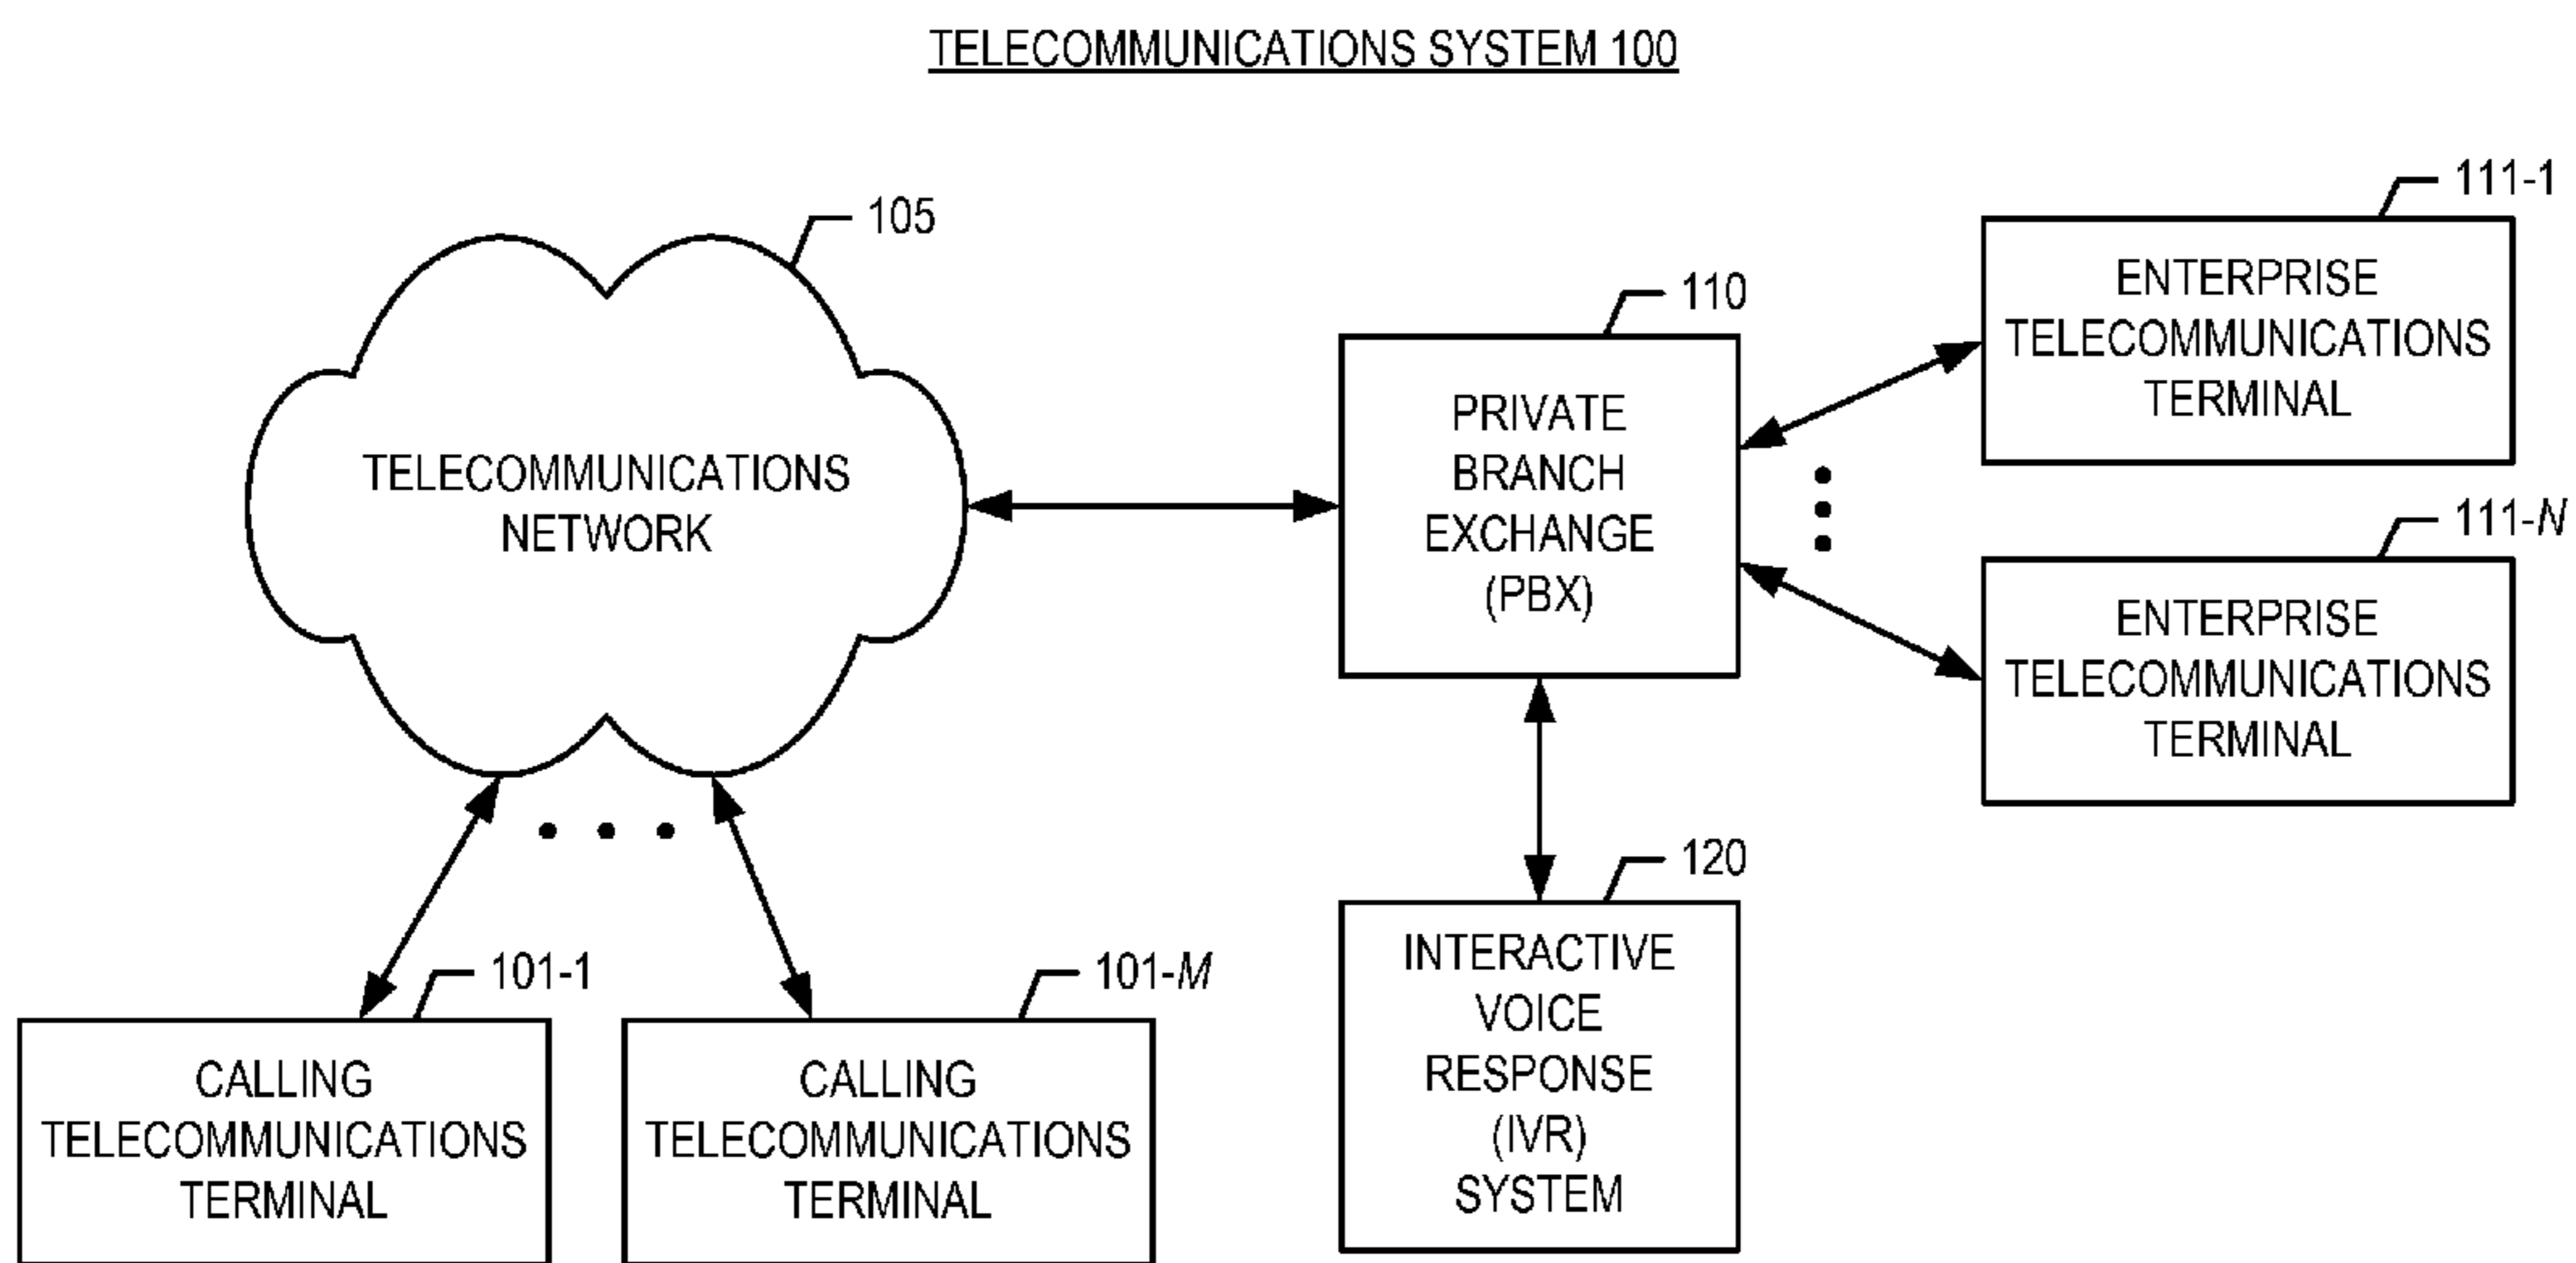 TELECOMMUNICATIONS SYSTEM 100
105
TELECOMMUNICATIONS
NETWORK
110
PRIVATE
BRANCH
EXCHANGE
(PBX)
111-1
ENTERPRISE
TELECOMMUNICATIONS
TERMINAL
111-N
ENTERPRISE
TELECOMMUNICATIONS
TERMINAL
101-1
CALLING
TELECOMMUNICATIONS
TERMINAL
101-M
CALLING
TELECOMMUNICATIONS
TERMINAL
120
INTERACTIVE
VOICE
RESPONSE
(IVR)
SYSTEM